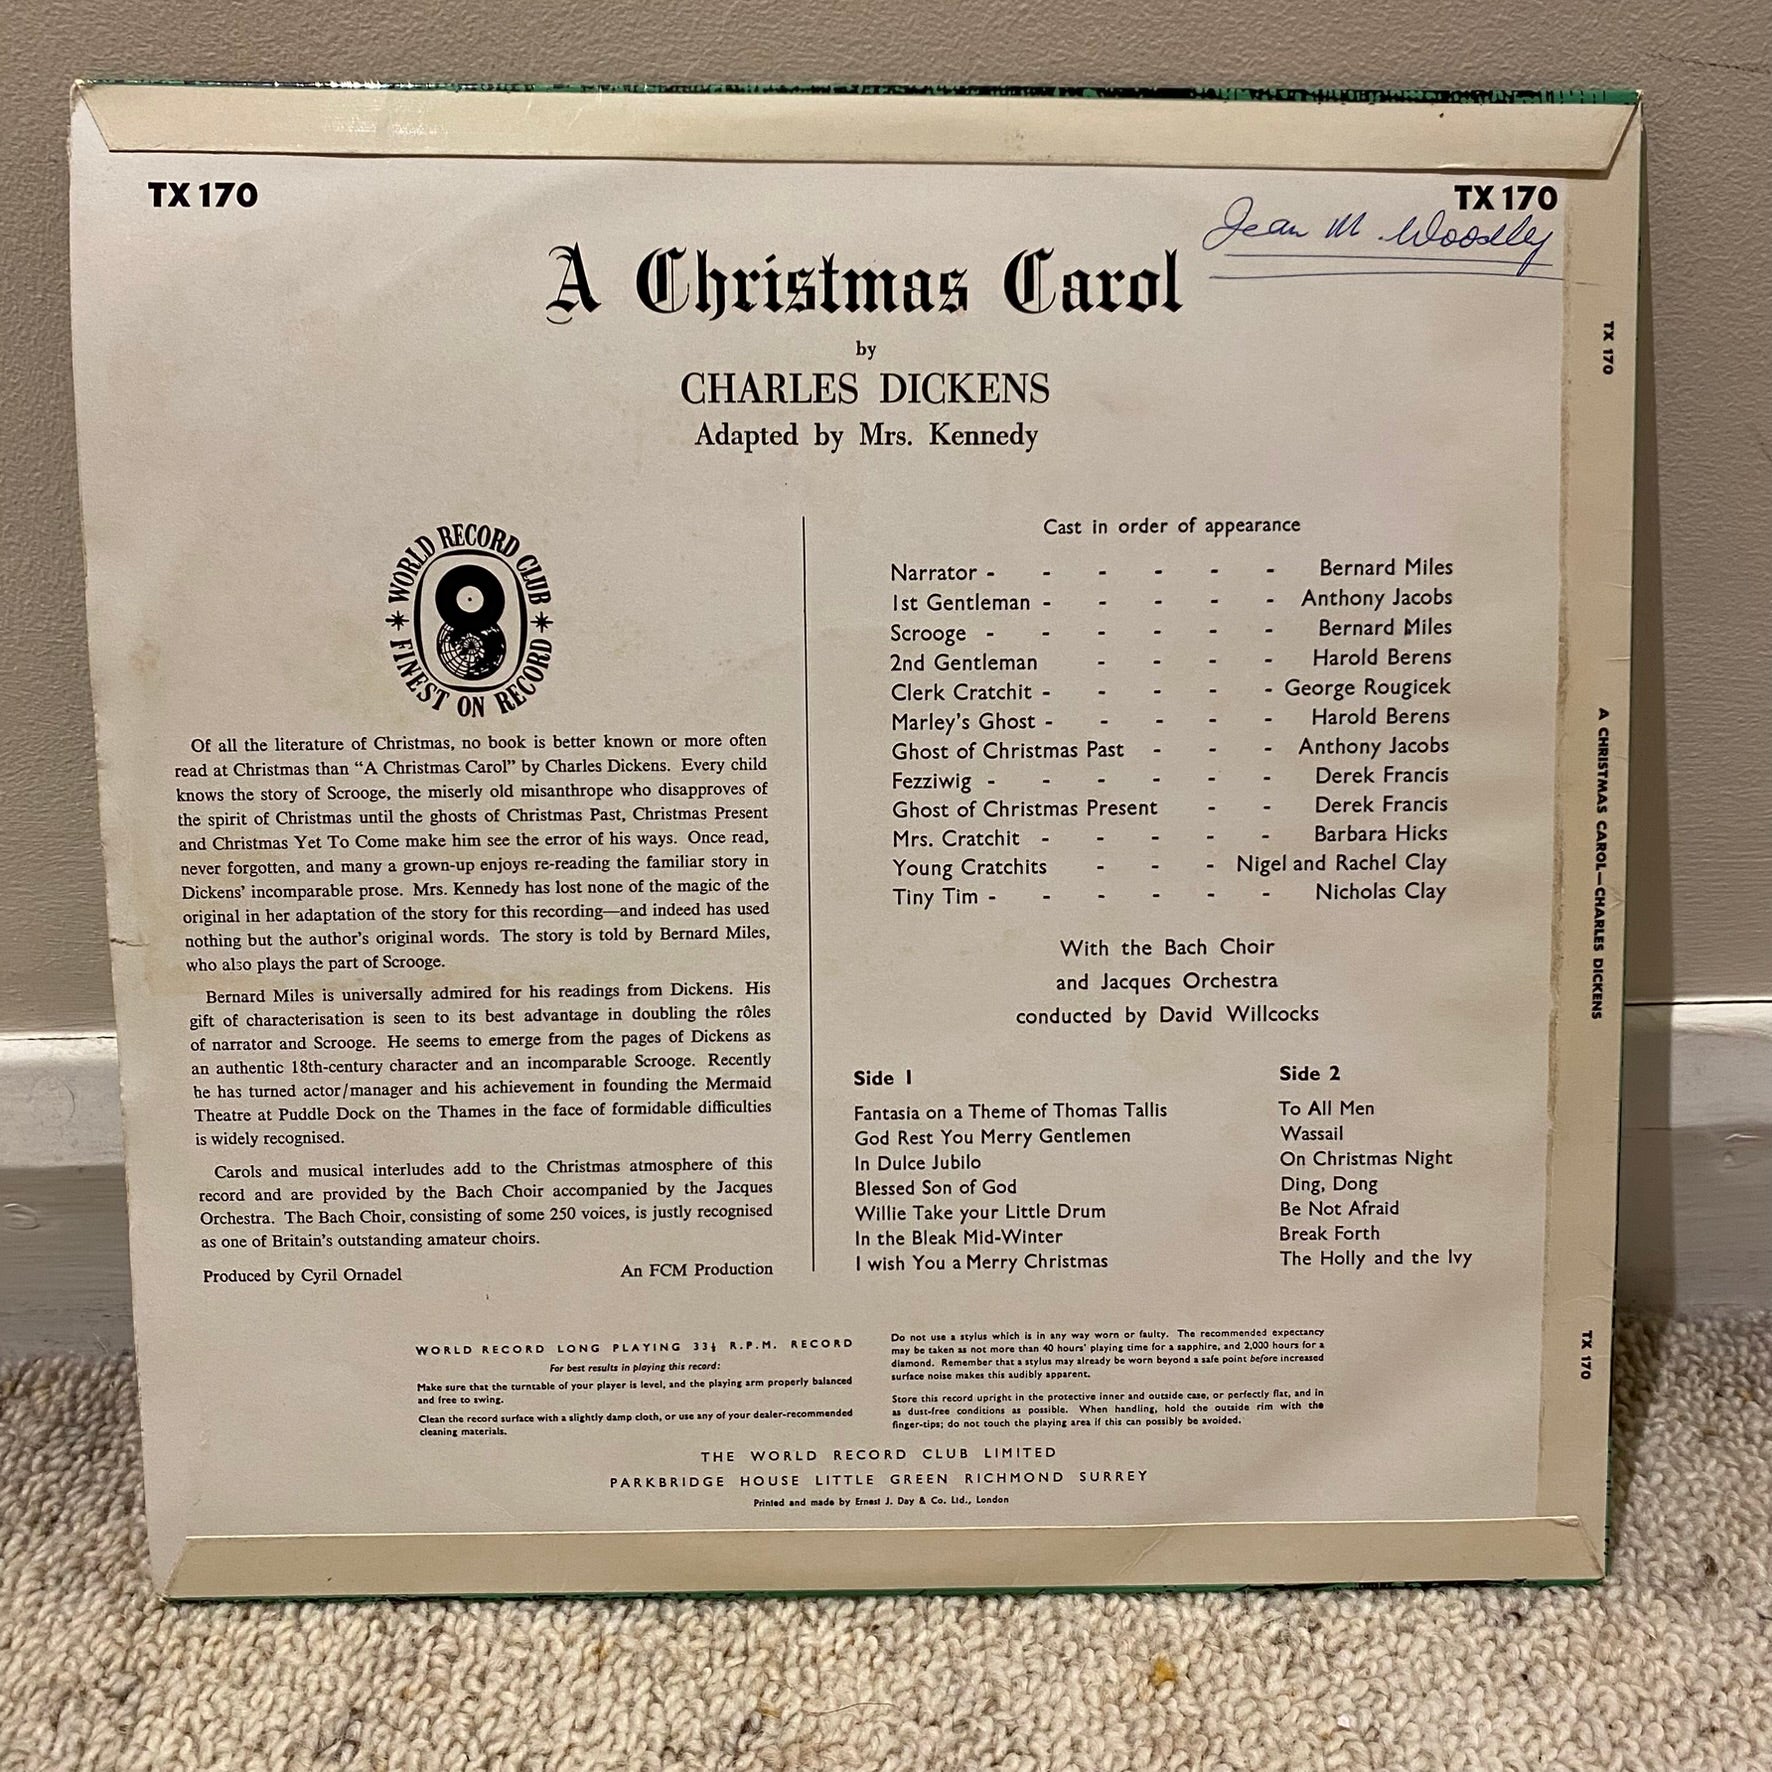 TX 170
TX 170
Jean M. Woodley
A Christmas Carol
by
CHARLES DICKENS
Adapted by Mrs. Kennedy
WORLD RECORD CLUB
FINEST ON RECORD
Of all the literature of Christmas, no book is better known or more often
read at Christmas than “A Christmas Carol” by Charles Dickens. Every child
knows the story of Scrooge, the miserly old misanthrope who disapproves of
the spirit of Christmas until the ghosts of Christmas Past, Christmas Present
and Christmas Yet To Come make him see the error of his ways. Once read,
never forgotten, and many a grown-up enjoys re-reading the familiar story in
Dickens’ incomparable prose. Mrs. Kennedy has lost none of the magic of the
original in her adaptation of the story for this recording—and indeed has used
nothing but the author’s original words. The story is told by Bernard Miles,
who also plays the part of Scrooge.
Bernard Miles is universally admired for his readings from Dickens. His
gift of characterisation is seen to its best advantage in doubling the rôles
of narrator and Scrooge. He seems to emerge from the pages of Dickens as
an authentic 18th-century character and an incomparable Scrooge. Recently
he has turned actor/manager and his achievement in founding the Mermaid
Theatre at Puddle Dock on the Thames in the face of formidable difficulties
is widely recognised.
Carols and musical interludes add to the Christmas atmosphere of this
record and are provided by the Bach Choir accompanied by the Jacques
Orchestra. The Bach Choir, consisting of some 250 voices, is justly recognised
as one of Britain’s outstanding amateur choirs.
Produced by Cyril Ornadel An FCM Production
Cast in order of appearance
Narrator - - - - - - Bernard Miles
1st Gentleman - - - - - Anthony Jacobs
Scrooge - - - - - - Bernard Miles
2nd Gentleman - - - - Harold Berens
Clerk Cratchit - - - - - George Rougicek
Marley’s Ghost - - - - - Harold Berens
Ghost of Christmas Past - - - Anthony Jacobs
Fezziwig - - - - - - Derek Francis
Ghost of Christmas Present - - Derek Francis
Mrs. Cratchit - - - - - Barbara Hicks
Young Cratchits - - - Nigel and Rachel Clay
Tiny Tim - - - - - - Nicholas Clay
With the Bach Choir
and Jacques Orchestra
conducted by David Willcocks
Side 1
Fantasia on a Theme of Thomas Tallis
God Rest You Merry Gentlemen
In Dulce Jubilo
Blessed Son of God
Willie Take your Little Drum
In the Bleak Mid-Winter
I wish You a Merry Christmas
Side 2
To All Men
Wassail
On Christmas Night
Ding, Dong
Be Not Afraid
Break Forth
The Holly and the Ivy
WORLD RECORD LONG PLAYING 33⅓ R.P.M. RECORD
For best results in playing this record:
Make sure that the turntable of your player is level, and the playing arm properly balanced
and free to swing.
Clean the record surface with a slightly damp cloth, or use any of your dealer-recommended
cleaning materials.
Do not use a stylus which is in any way worn or faulty. The recommended expectancy
may be taken as not more than 40 hours’ playing time for a sapphire, and 2,000 hours for a
diamond. Remember that a stylus may already be worn beyond a safe point before increased
surface noise makes this audibly apparent.
Store this record upright in the protective inner and outside case, or perfectly flat, and in
as dust-free conditions as possible. When handling, hold the outside rim with the
finger-tips; do not touch the playing area if this can possibly be avoided.
THE WORLD RECORD CLUB LIMITED
PARKBRIDGE HOUSE LITTLE GREEN RICHMOND SURREY
Printed and made by Ernest J. Day & Co. Ltd., London
TX 170
A CHRISTMAS CAROL—CHARLES DICKENS
TX 170